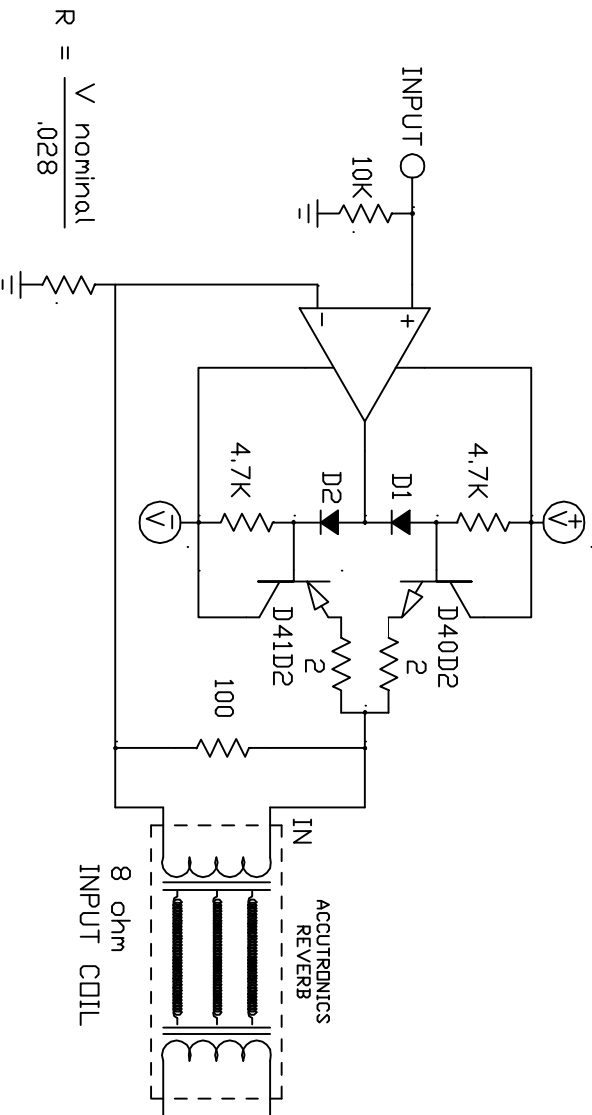 V+
4.7K
D40D2
2
INPUT
+
D1
10K
-
D2
2
ACCUTRONICS
REVERB
IN
D41D2
4.7K
100
V-
8 ohm
INPUT COIL
R = V nominal
.028